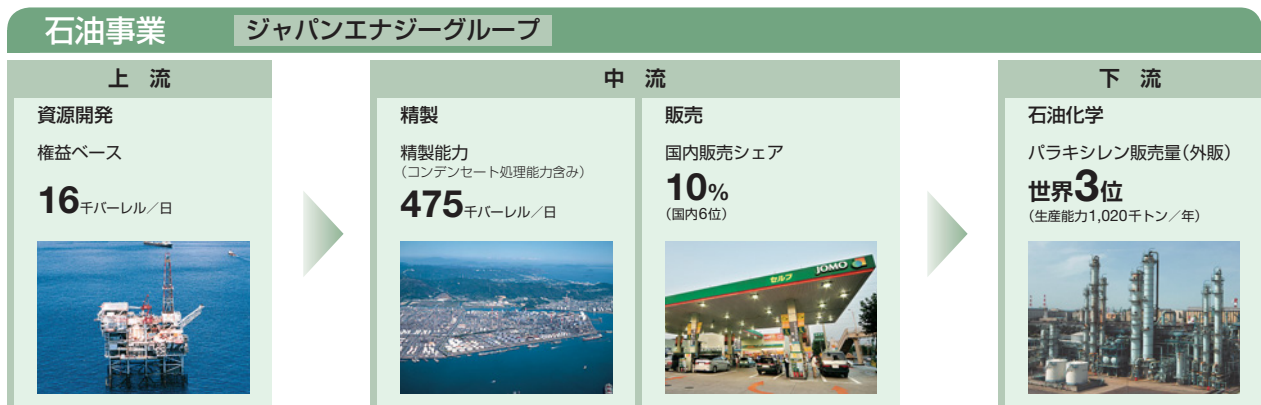 石油事業 ジャパンエナジーグループ
上 流
資源開発
権益ベース
16千バーレル／日
中 流
精製
精製能力
（コンデンセート処理能力含み）
475千バーレル／日
販売
国内販売シェア
10%
（国内6位）
セルフ JOMO
下 流
石油化学
パラキシレン販売量（外販）
世界3位
（生産能力1,020千トン／年）